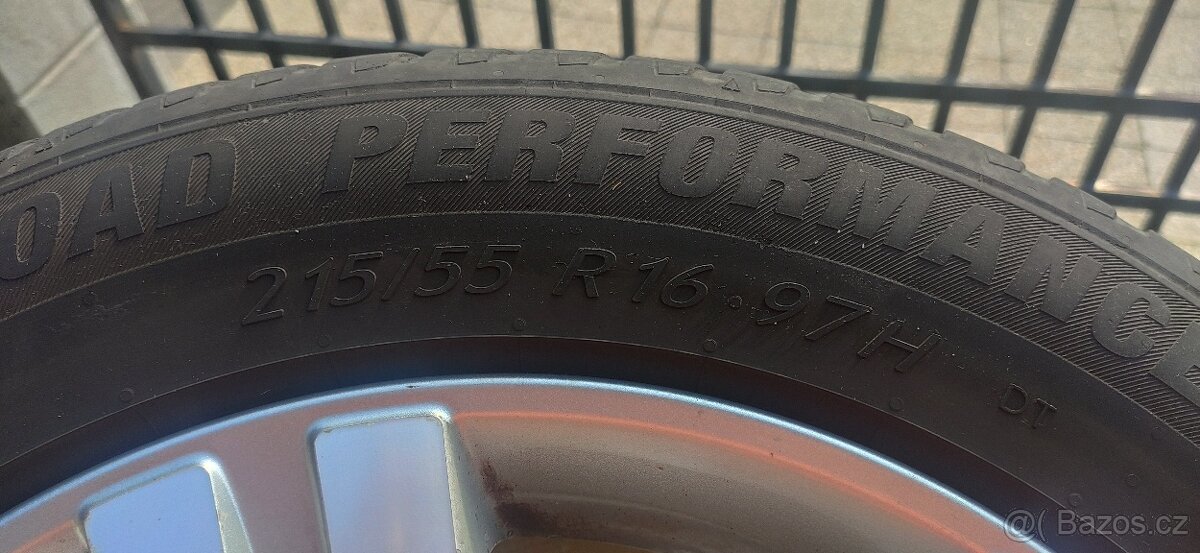 OAD PERFORMANCE
215/55 R16 97H
DT
@( Bazos.cz